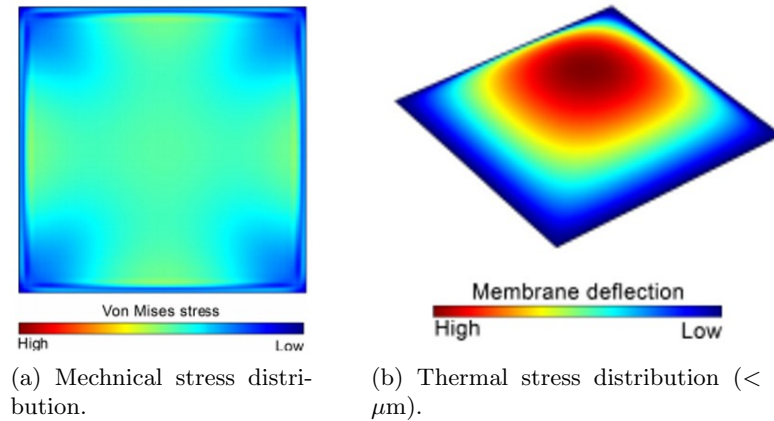 Von Mises stress
High Low
Membrane deflection
High Low
(a) Mechnical stress distri-
bution.
(b) Thermal stress distribution (<
μm).